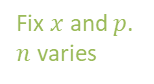 Fix x and p.
n varies